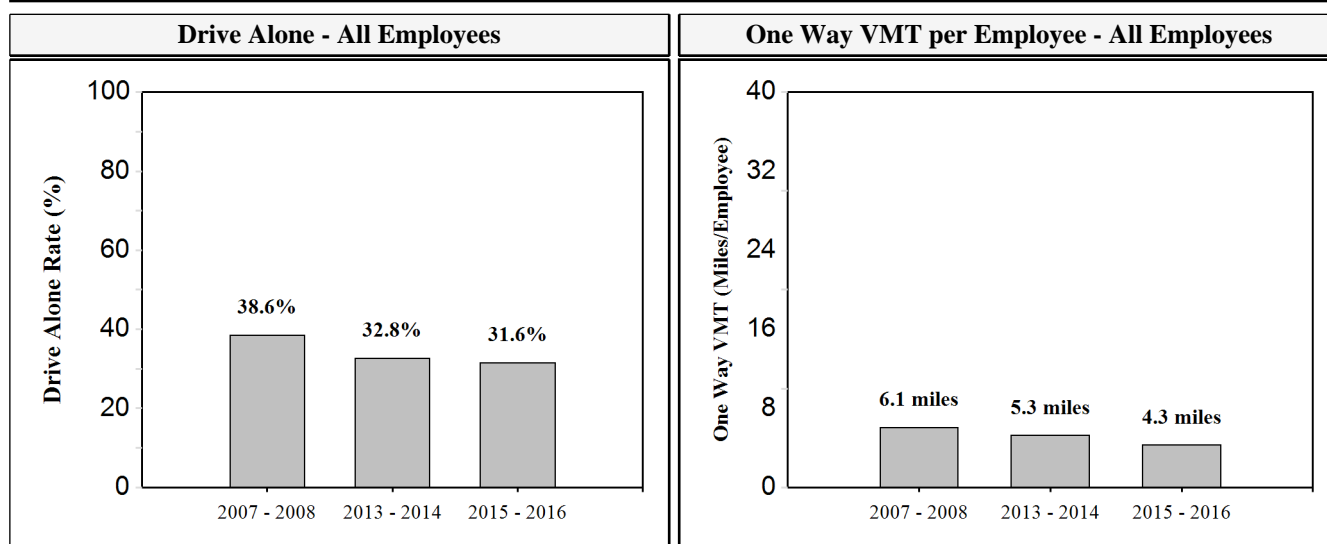 Drive Alone - All Employees
One Way VMT per Employee - All Employees
Drive Alone Rate (%)
100
80
60
40
20
0
38.6%
32.8%
31.6%
2007 - 2008
2013 - 2014
2015 - 2016
One Way VMT (Miles/Employee)
40
32
24
16
8
0
6.1 miles
5.3 miles
4.3 miles
2007 - 2008
2013 - 2014
2015 - 2016